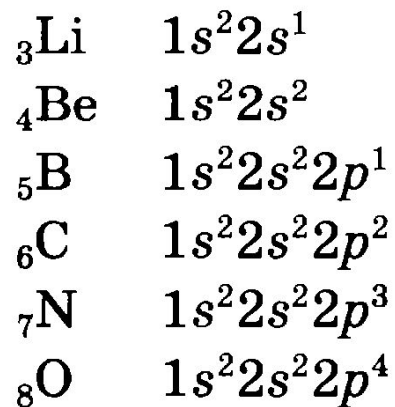 ₃Li 1s²2s¹
₄Be 1s²2s²
₅B 1s²2s²2p¹
₆C 1s²2s²2p²
₇N 1s²2s²2p³
₈O 1s²2s²2p⁴